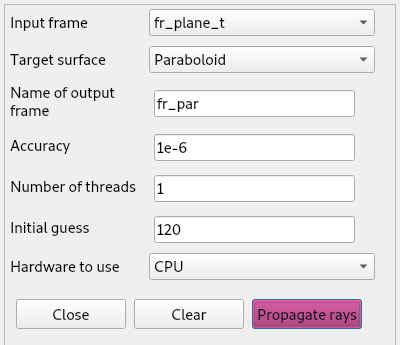 Input frame fr_plane_t
Target surface Paraboloid
Name of output
frame fr_par
Accuracy 1e-6
Number of threads 1
Initial guess 120
Hardware to use CPU
Close Clear Propagate rays